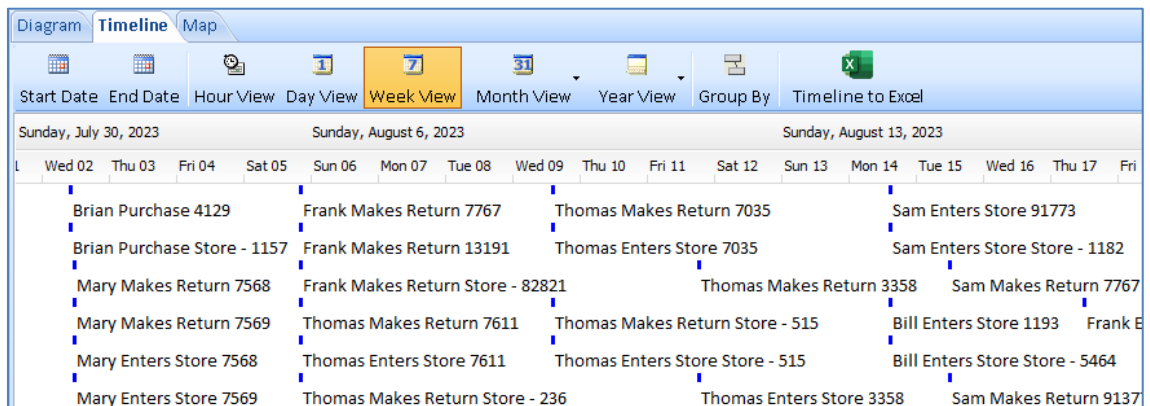 Diagram Timeline Map
1 7 31 X
Start Date End Date Hour View Day View Week View Month View Year View Group By Timeline to Excel
Sunday, July 30, 2023 Sunday, August 6, 2023 Sunday, August 13, 2023
Wed 02 Thu 03 Fri 04 Sat 05 Sun 06 Mon 07 Tue 08 Wed 09 Thu 10 Fri 11 Sat 12 Sun 13 Mon 14 Tue 15 Wed 16 Thu 17 Fri
Brian Purchase 4129 Frank Makes Return 7767 Thomas Makes Return 7035 Sam Enters Store 91773
Brian Purchase Store - 1157 Frank Makes Return 13191 Thomas Enters Store 7035 Sam Enters Store Store - 1182
Mary Makes Return 7568 Frank Makes Return Store - 82821 Thomas Makes Return 3358 Sam Makes Return 7767
Mary Makes Return 7569 Thomas Makes Return 7611 Thomas Makes Return Store - 515 Bill Enters Store 1193 Frank E
Mary Enters Store 7568 Thomas Enters Store 7611 Thomas Enters Store Store - 515 Bill Enters Store Store - 5464
Mary Enters Store 7569 Thomas Makes Return Store - 236 Thomas Enters Store 3358 Sam Makes Return 9137